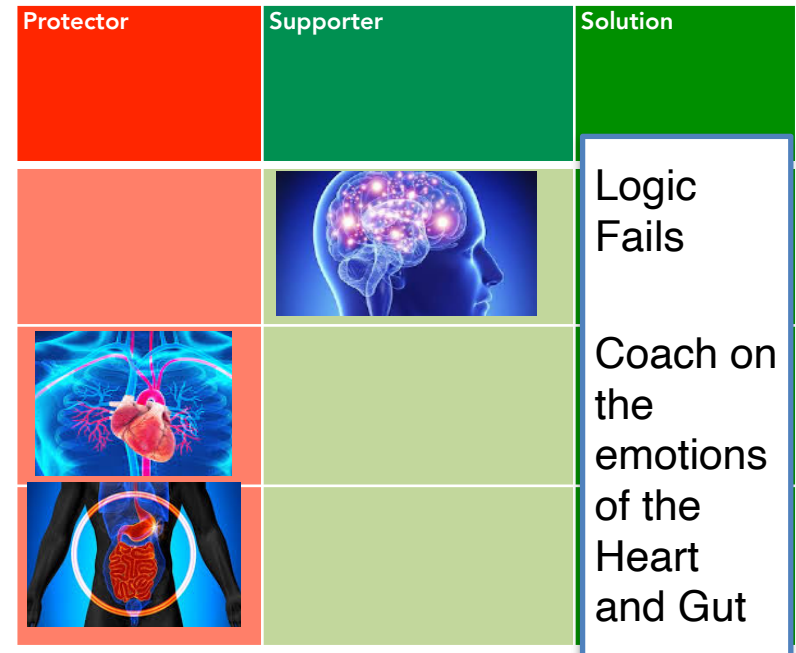 Protector
Supporter
Solution
Logic
Fails
Coach on
the
emotions
of the
Heart
and Gut